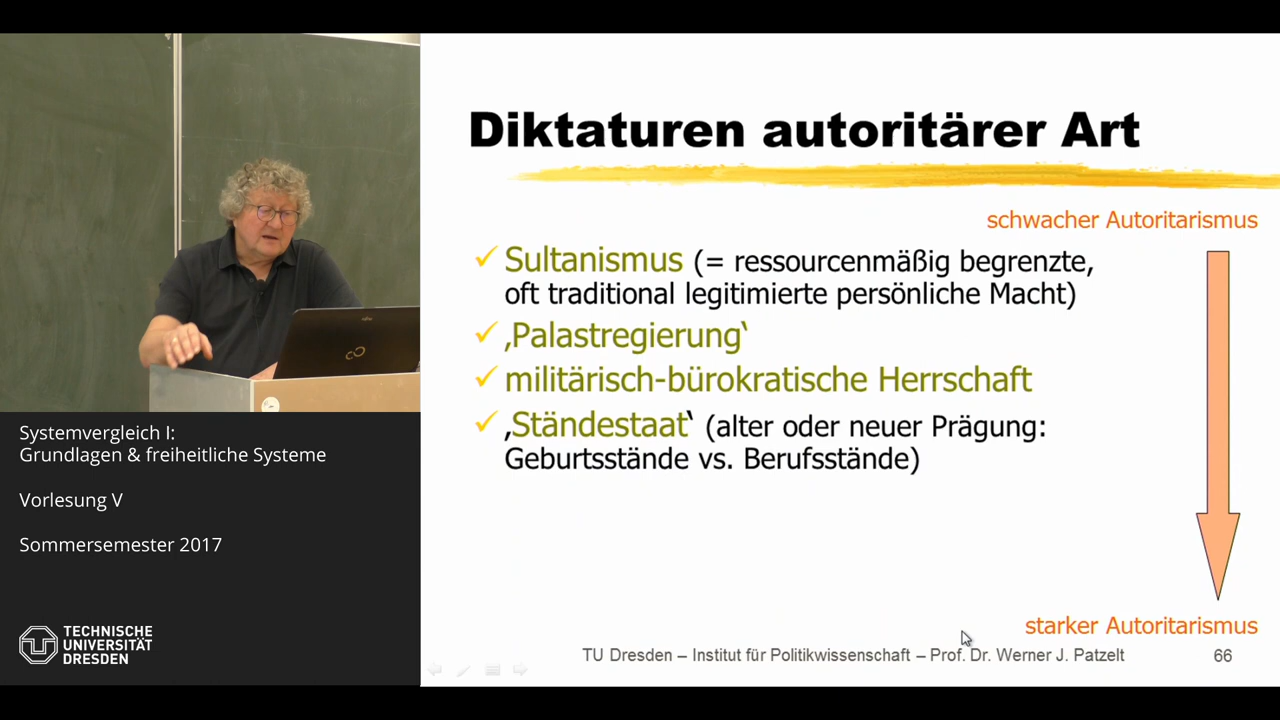 Diktaturen autoritärer Art
schwacher Autoritarismus
Sultanismus (= ressourcenmäßig begrenzte,
oft traditional legitimierte persönliche Macht)
‚Palastregierung‘
militärisch-bürokratische Herrschaft
‚Ständestaat‘ (alter oder neuer Prägung:
Geburtsstände vs. Berufsstände)
starker Autoritarismus
TU Dresden – Institut für Politikwissenschaft – Prof. Dr. Werner J. Patzelt 66
Systemvergleich I:
Grundlagen & freiheitliche Systeme
Vorlesung V
Sommersemester 2017
TECHNISCHE
UNIVERSITÄT
DRESDEN